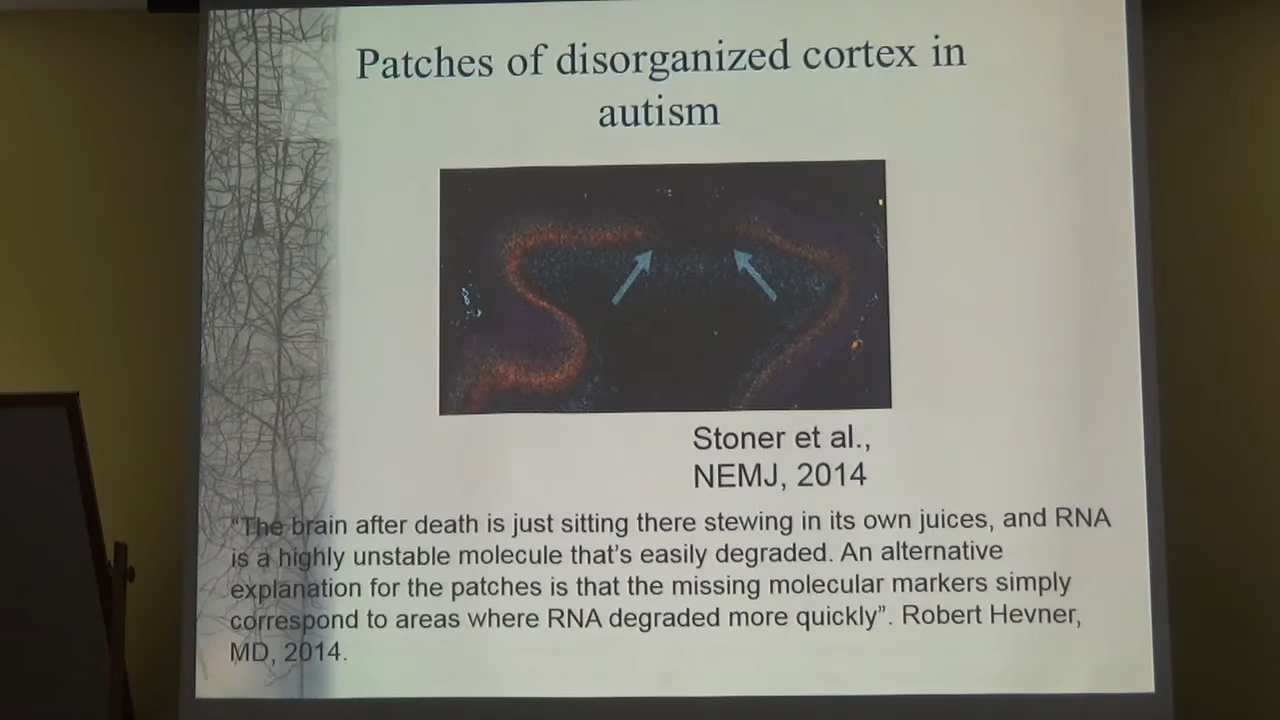 Patches of disorganized cortex in
autism
Stoner et al.,
NEMJ, 2014
“The brain after death is just sitting there stewing in its own juices, and RNA
is a highly unstable molecule that’s easily degraded. An alternative
explanation for the patches is that the missing molecular markers simply
correspond to areas where RNA degraded more quickly”. Robert Hevner,
MD, 2014.